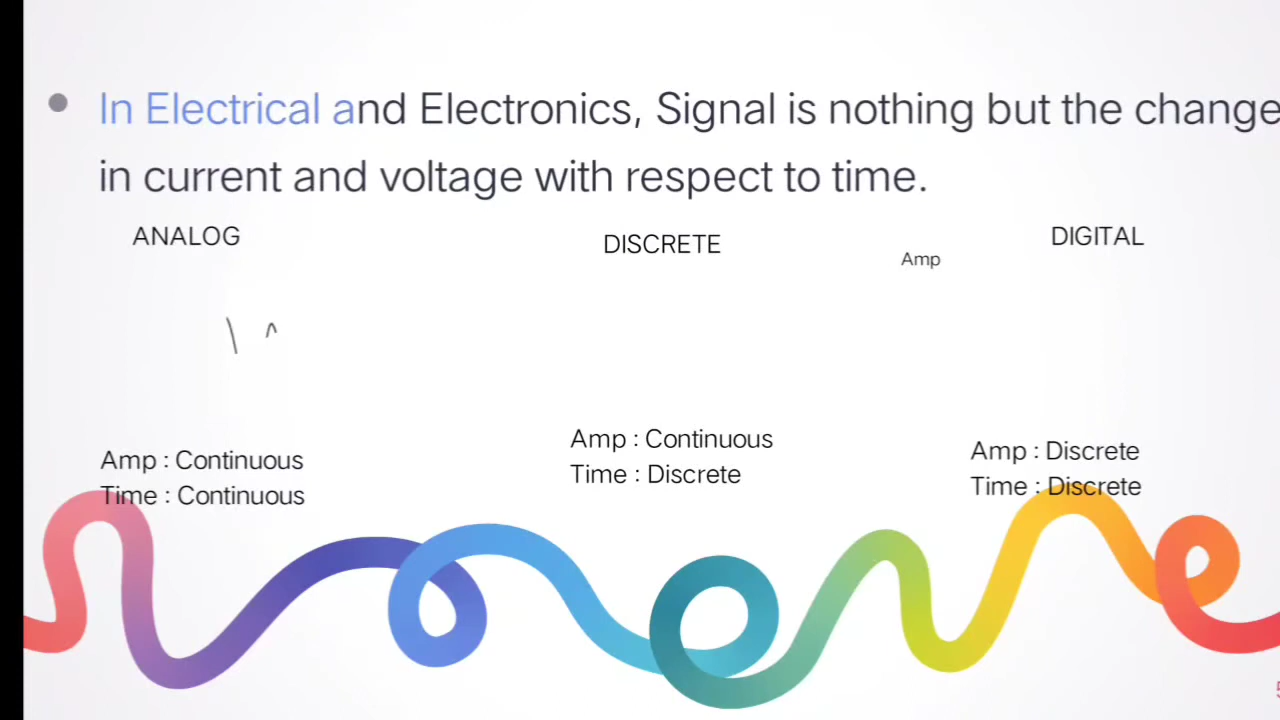 In Electrical and Electronics, Signal is nothing but the change
in current and voltage with respect to time.
ANALOG
DISCRETE
DIGITAL
Amp
Amp : Continuous
Time : Continuous
Amp : Continuous
Time : Discrete
Amp : Discrete
Time : Discrete